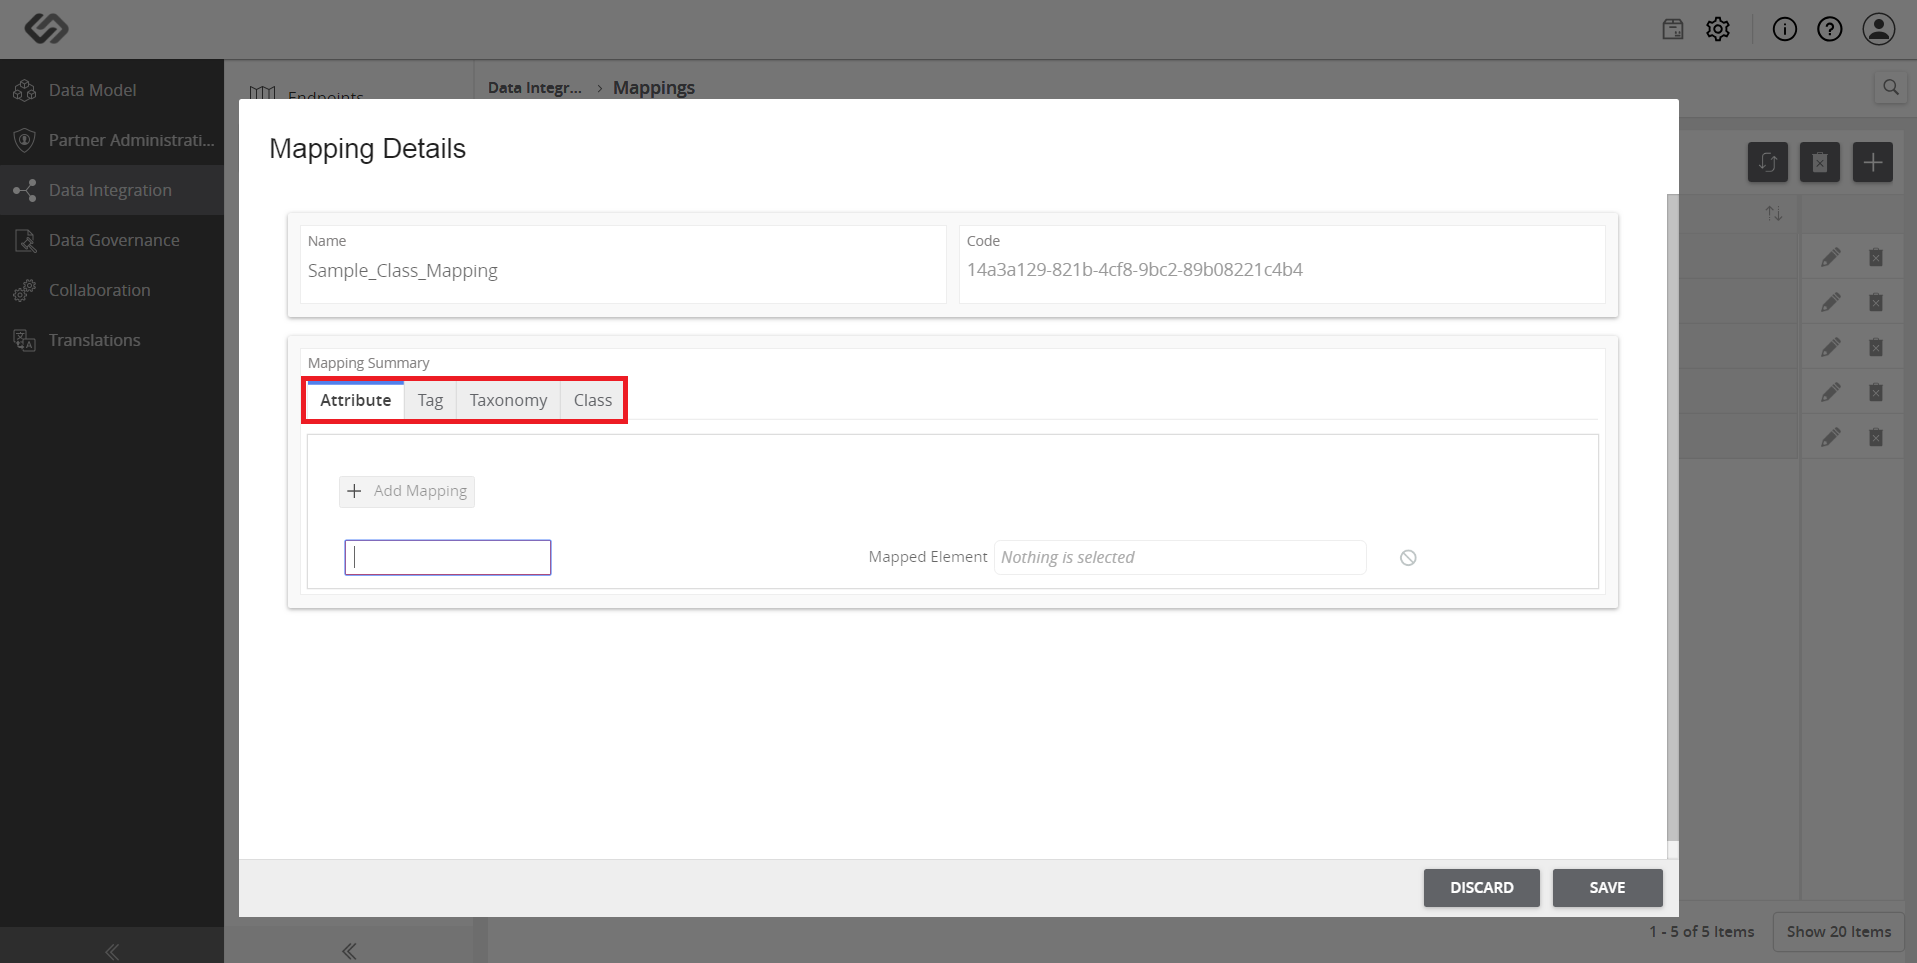 Data Model
Partner Administrati...
Data Integration
Data Governance
Collaboration
Translations
Endpoints
Data Integr... › Mappings
Mapping Details
Name
Sample_Class_Mapping
Code
14a3a129-821b-4cf8-9bc2-89b08221c4b4
Mapping Summary
Attribute Tag Taxonomy Class
+ Add Mapping
Mapped Element Nothing is selected
DISCARD SAVE
1 - 5 of 5 Items Show 20 Items